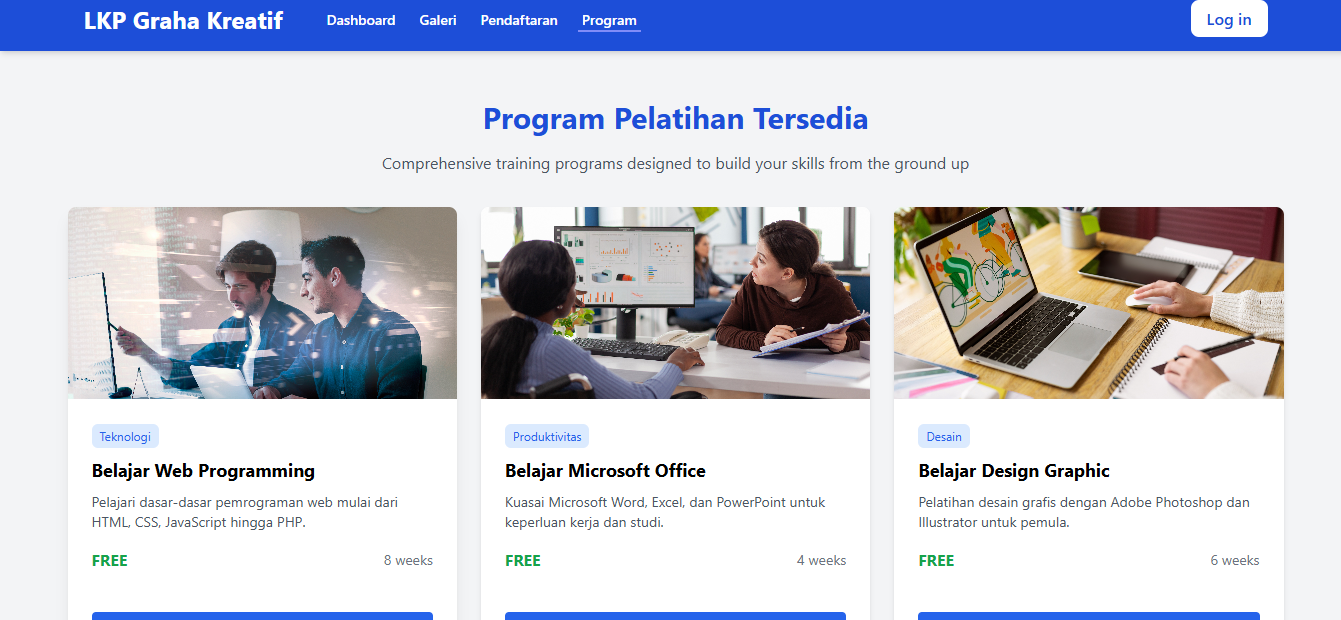 LKP Graha Kreatif
Dashboard
Galeri
Pendaftaran
Program
Log in
Program Pelatihan Tersedia
Comprehensive training programs designed to build your skills from the ground up
Teknologi
Belajar Web Programming
Pelajari dasar-dasar pemrograman web mulai dari
HTML, CSS, JavaScript hingga PHP.
FREE
8 weeks
Produktivitas
Belajar Microsoft Office
Kuasai Microsoft Word, Excel, dan PowerPoint untuk
keperluan kerja dan studi.
FREE
4 weeks
Desain
Belajar Design Graphic
Pelatihan desain grafis dengan Adobe Photoshop dan
Illustrator untuk pemula.
FREE
6 weeks